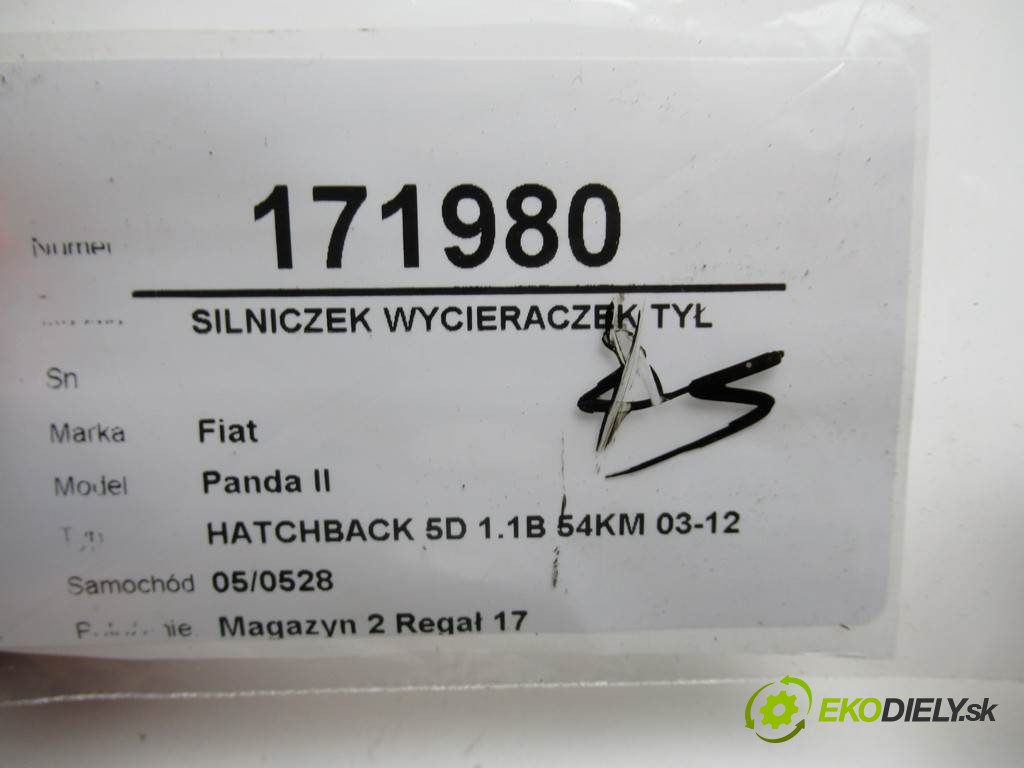 Numer 171980
SILNICZEK WYCIERACZEK TYŁ
Sn
Marka Fiat
Model Panda II
HATCHBACK 5D 1.1B 54KM 03-12
Samochód 05/0528
Magazyn 2 Regał 17
EKODIELY.sk